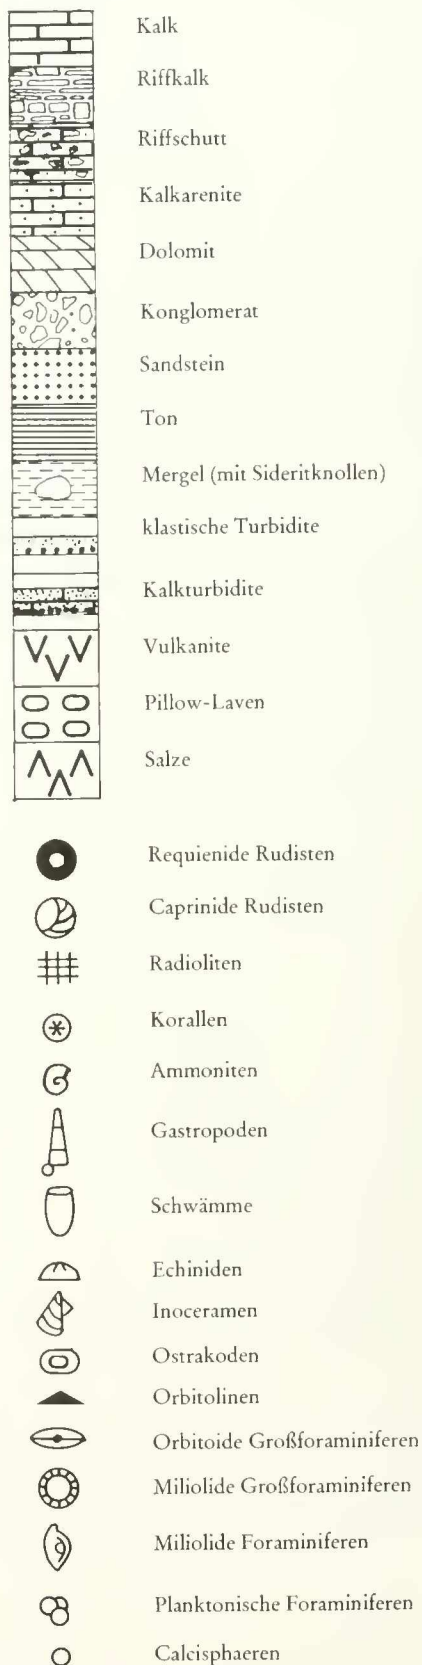 Kalk
Riffkalk
Riffschutt
Kalkarenite
Dolomit
Konglomerat
Sandstein
Ton
Mergel (mit Sideritknollen)
klastische Turbidite
Kalkturbidite
Vulkanite
Pillow-Laven
Salze
Requienide Rudisten
Caprinide Rudisten
Radioliten
Korallen
Ammoniten
Gastropoden
Schwämme
Echiniden
Inoceramen
Ostrakoden
Orbitolinen
Orbitoide Großforaminiferen
Miliolide Großforaminiferen
Miliolide Foraminiferen
Planktonische Foraminiferen
Calcisphaeren